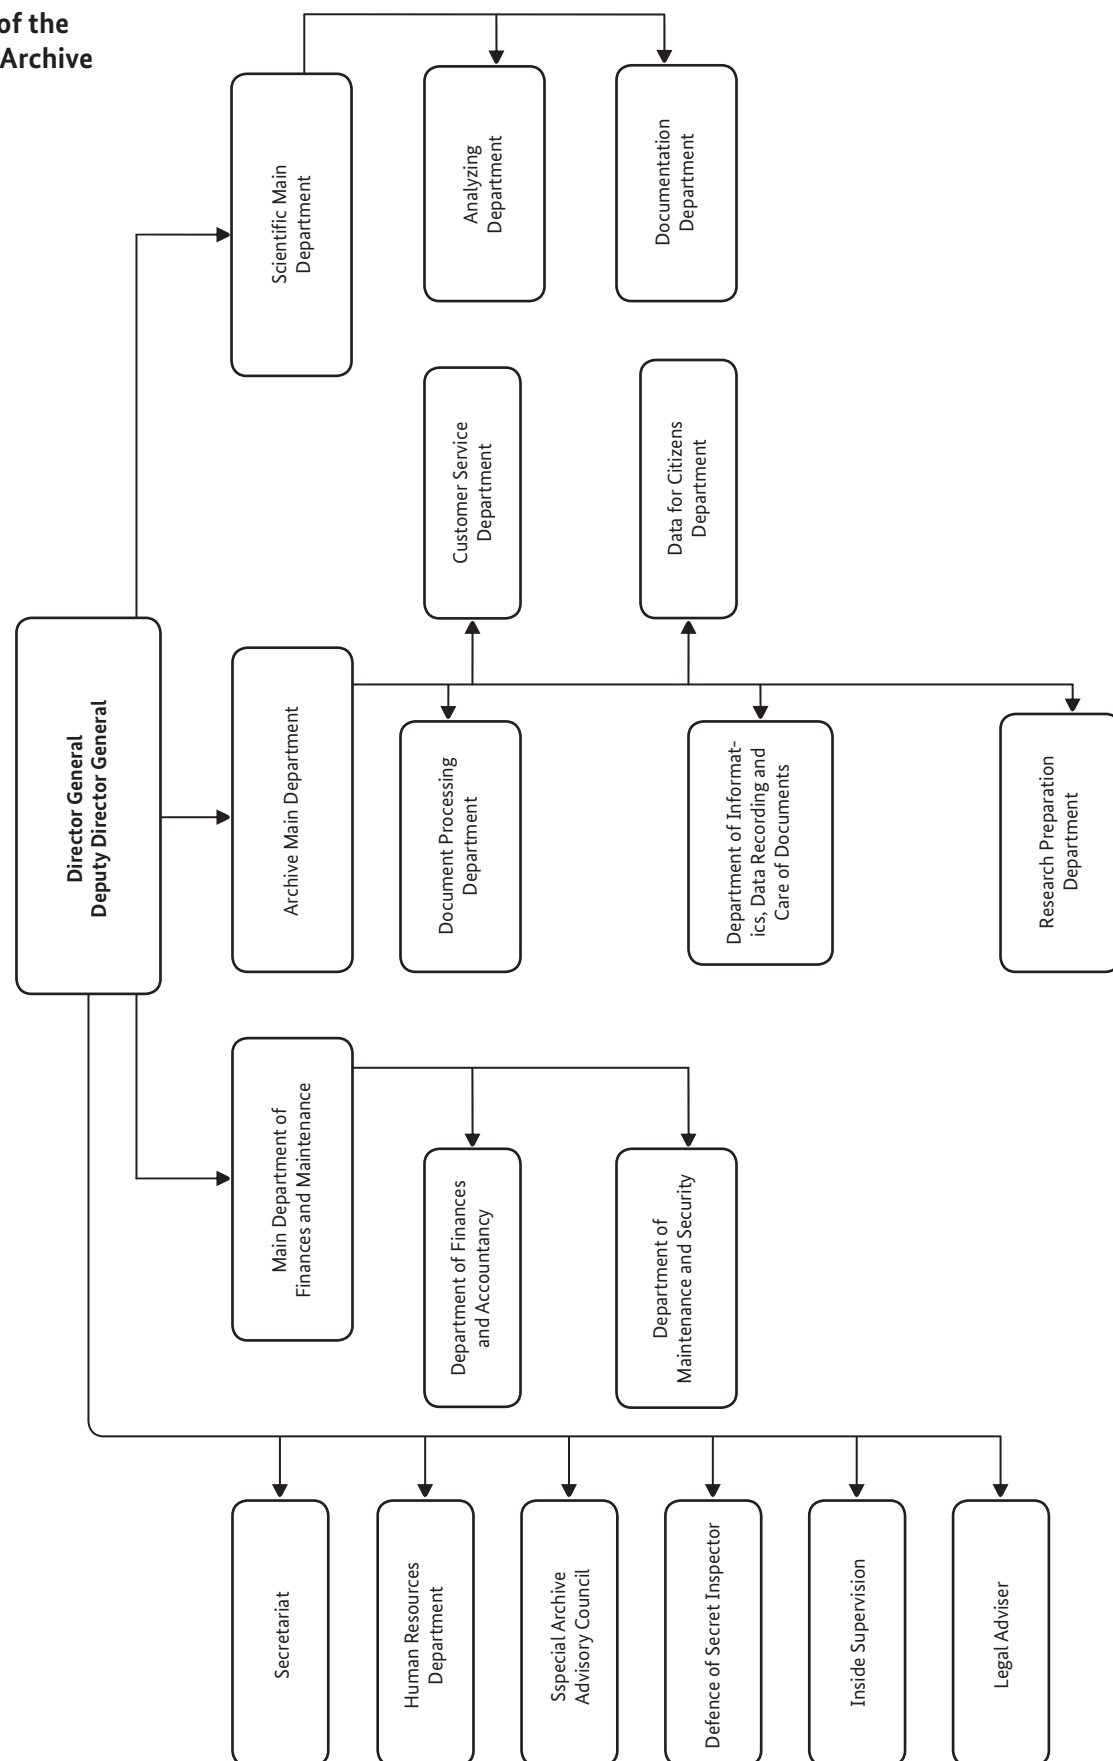 of the
Archive
Director General
Deputy Director General
Scientific Main
Department
Analyzing
Department
Documentation
Department
Archive Main Department
Customer Service
Department
Data for Citizens
Department
Document Processing
Department
Department of Informat-
ics, Data Recording and
Care of Documents
Research Preparation
Department
Main Department of
Finances and Maintenance
Department of Finances
and Accountancy
Department of
Maintenance and Security
Secretariat
Human Resources
Department
Sspecial Archive
Advisory Council
Defence of Secret Inspector
Inside Supervision
Legal Adviser